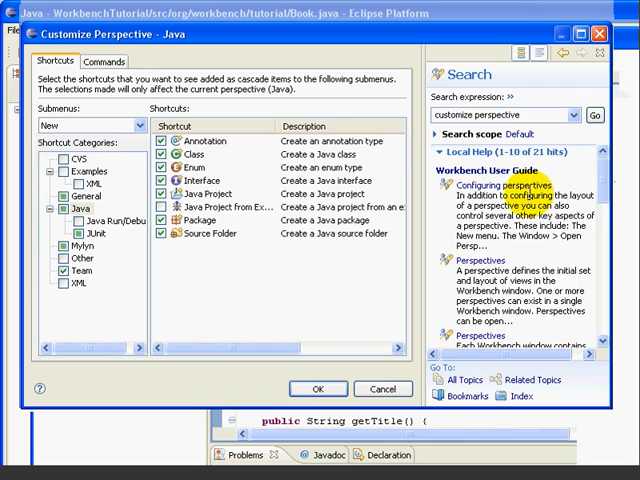 Java - WorkbenchTutorial/src/org/workbench/tutorial/Book.java - Eclipse Platform
File
Customize Perspective - Java
Shortcuts
Commands
Select the shortcuts that you want to see added as cascade items to the following submenus.
The selections made will only affect the current perspective (Java).
Submenus:
New
Shortcut Categories:
CVS
Examples
XML
General
Java
Java Run/Debu
JUnit
Mylyn
Other
Team
XML
Shortcuts:
Shortcut Description
Annotation Create an annotation type
Class Create a Java class
Enum Create an enum type
Interface Create a Java interface
Java Project Create a Java project
Java Project from Ex... Create a Java project from an e
Package Create a Java package
Source Folder Create a Java source folder
OK
Cancel
Search
Search expression: »
customize perspective
Go
Search scope Default
Local Help (1-10 of 21 hits)
Workbench User Guide
Configuring perspectives
In addition to configuring the layout
of a perspective you can also
control several other key aspects of
a perspective. These include: The
New menu. The Window > Open
Persp...
Perspectives
A perspective defines the initial set
and layout of views in the
Workbench window. One or more
perspectives can exist in a single
Workbench window. Perspectives
can be open...
Perspectives
Each Workbench window contains
Go To:
All Topics
Related Topics
Bookmarks
Index
public String getTitle() {
Problems
@ Javadoc
Declaration